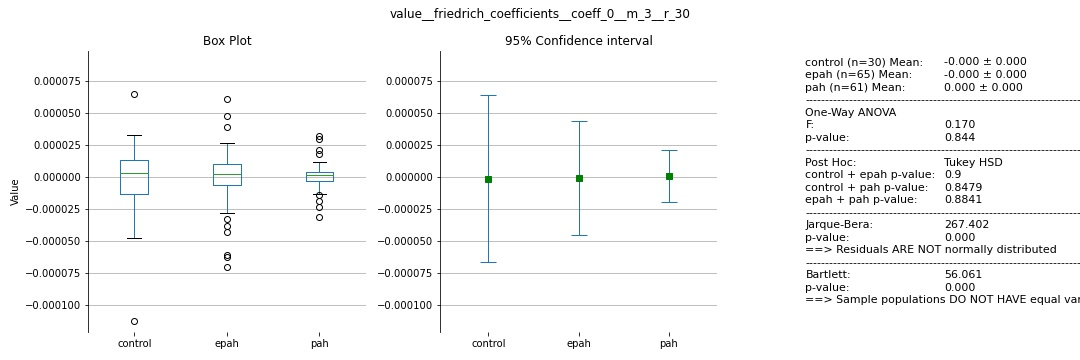 value__friedrich_coefficients__coeff_0__m_3__r_30
Box Plot
95% Confidence interval
Value
0.000075
0.000050
0.000025
0.000000
−0.000025
−0.000050
−0.000075
−0.000100
control epah pah
0.000075
0.000050
0.000025
0.000000
−0.000025
−0.000050
−0.000075
−0.000100
control epah pah
control (n=30) Mean: -0.000 ± 0.000
epah (n=65) Mean: -0.000 ± 0.000
pah (n=61) Mean: 0.000 ± 0.000
One-Way ANOVA
F: 0.170
p-value: 0.844
Post Hoc: Tukey HSD
control + epah p-value: 0.9
control + pah p-value: 0.8479
epah + pah p-value: 0.8841
Jarque-Bera: 267.402
p-value: 0.000
==> Residuals ARE NOT normally distributed
Bartlett: 56.061
p-value: 0.000
==> Sample populations DO NOT HAVE equal var